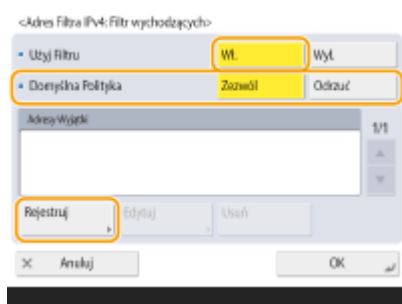 <Adres Filtra IPv4: Filtr wychodzących>
Użyj Filtru Wł. Wył.
Domyślna Polityka Zezwól Odrzuć
Adresy Wyjątki
1/1
Rejestruj Edytuj Usuń
× Anuluj OK